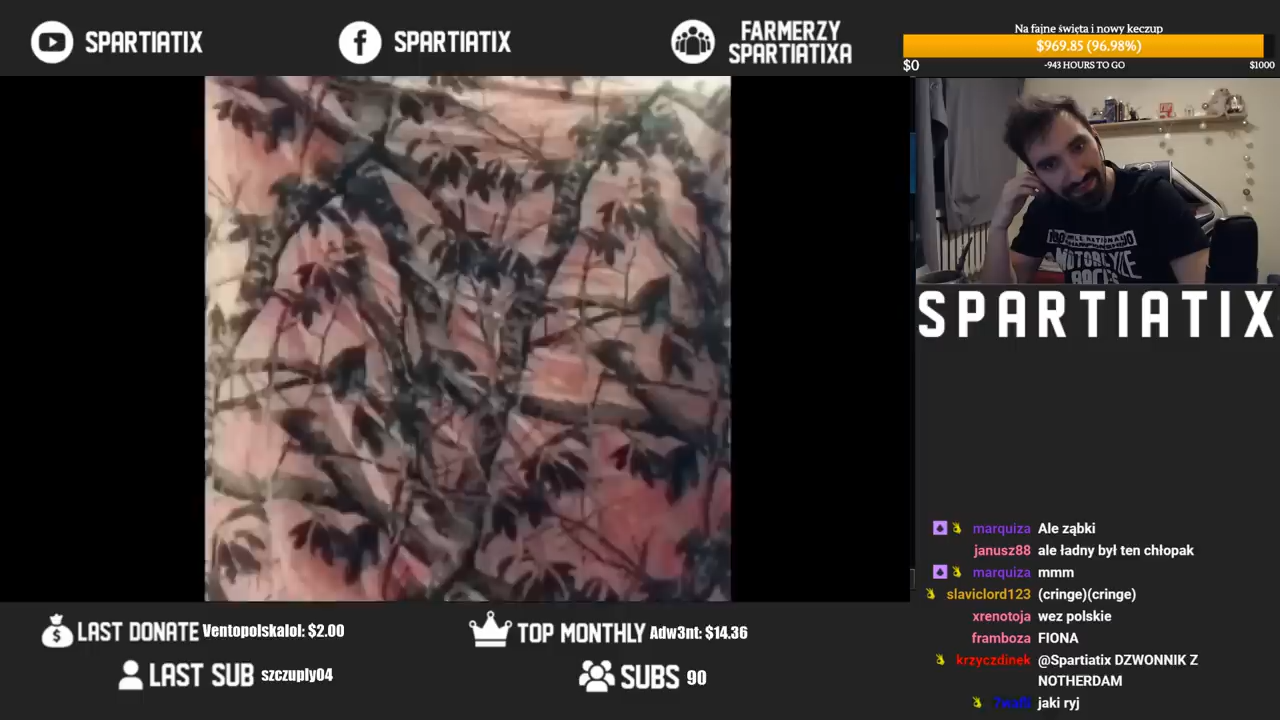 SPARTIATIX
SPARTIATIX
FARMERZY
SPARTIATIXA
Na fajne święta i nowy keczup
$969.85 (96.98%)
$0
-943 HOURS TO GO
$1000
MOTORCYCLE
RACES
SPARTIATIX
marquiza Ale ząbki
janusz88 ale ładny był ten chłopak
marquiza mmm
slaviclord123 (cringe)(cringe)
xrenotoja wez polskie
framboza FIONA
krzyczdinek @Spartiatix DZWONNIK Z
NOTHERDAM
jaki ryj
LAST DONATE Ventopolskalol: $2.00
TOP MONTHLY Adw3nt: $14.36
LAST SUB szczuply04
SUBS 90